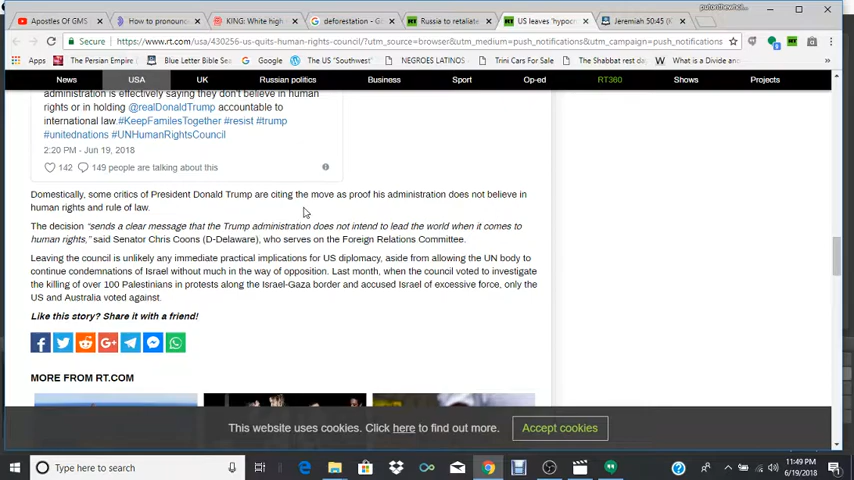 Apostles Of GMS
How to pronounc
KING: White high
deforestation - Go
Russia to retaliate
US leaves 'hypocr
Jeremiah 50:45 (KJ
Secure
https://www.rt.com/usa/430256-us-quits-human-rights-council/?utm_source=browser&utm_medium=push_notifications&utm_campaign=push_notifications
Apps
The Persian Empire
Blue Letter Bible Sea
Google
The US "Southwest"
NEGROES LATINOS
Trini Cars For Sale
The Shabbat rest da
What is a Divide and
News
USA
UK
Russian politics
Business
Sport
Op-ed
RT360
Shows
Projects
administration is effectively saying they don't believe in human
rights or in holding @realDonaldTrump accountable to
international law.#KeepFamilesTogether #resist #trump
#unitednations #UNHumanRightsCouncil
2:20 PM - Jun 19, 2018
142
149 people are talking about this
Domestically, some critics of President Donald Trump are citing the move as proof his administration does not believe in
human rights and rule of law.
The decision "sends a clear message that the Trump administration does not intend to lead the world when it comes to
human rights," said Senator Chris Coons (D-Delaware), who serves on the Foreign Relations Committee.
Leaving the council is unlikely any immediate practical implications for US diplomacy, aside from allowing the UN body to
continue condemnations of Israel without much in the way of opposition. Last month, when the council voted to investigate
the killing of over 100 Palestinians in protests along the Israel-Gaza border and accused Israel of excessive force, only the
US and Australia voted against.
Like this story? Share it with a friend!
MORE FROM RT.COM
This website uses cookies. Click here to find out more.
Accept cookies
Type here to search
11:49 PM
6/19/2018